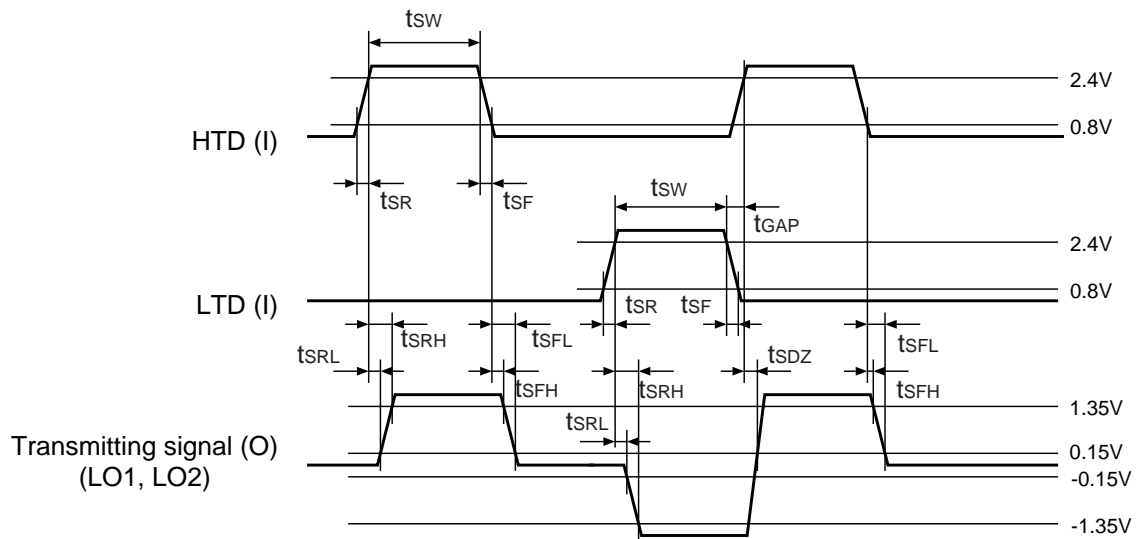 tSW
2.4V
0.8V
HTD (I)
tSR
tSF
tSW
tGAP
2.4V
0.8V
LTD (I)
tSR
tSF
tSRH
tSFL
tSDZ
tSFL
tSRL
tSFH
tSRH
tSFH
1.35V
tSRL
Transmitting signal (O)
0.15V
(LO1, LO2)
-0.15V
-1.35V